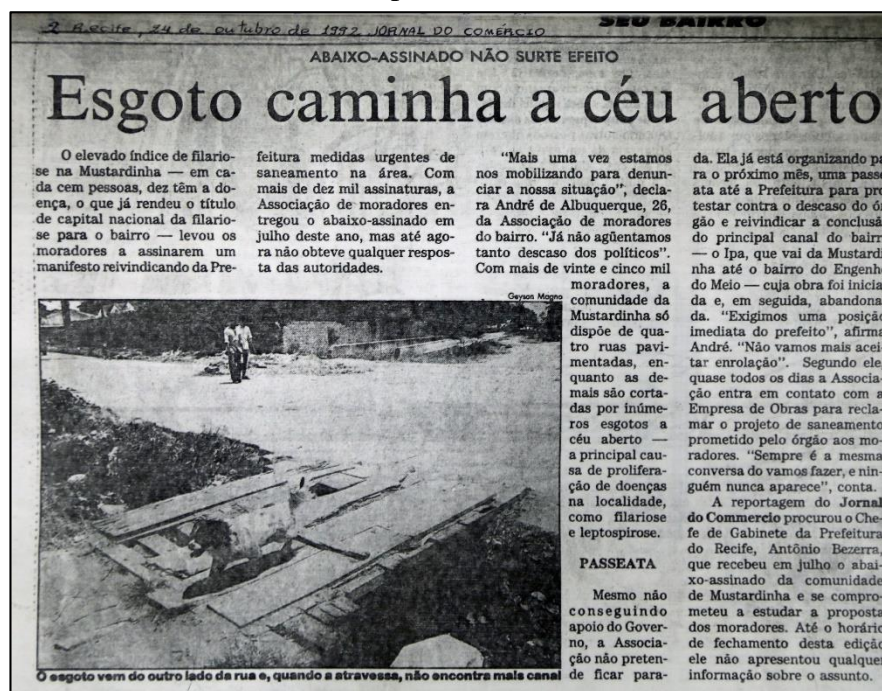 2 Recife, 24 de outubro de 1992 JORNAL DO COMÉRCIO
SEU BAIRRO
ABAIXO-ASSINADO NÃO SURTE EFEITO
Esgoto caminha a céu aberto
O elevado índice de filario-
se na Mustardinha — em ca-
da cem pessoas, dez têm a do-
ença, o que já rendeu o título
de capital nacional da filario-
se para o bairro — levou os
moradores a assinarem um
manifesto reivindicando da Pre-
feitura medidas urgentes de
saneamento na área. Com
mais de dez mil assinaturas, a
Associação de moradores en-
tregou o abaixo-assinado em
julho deste ano, mas até ago-
ra não obteve qualquer respos-
ta das autoridades.
"Mais uma vez estamos
nos mobilizando para denun-
ciar a nossa situação", decla-
ra André de Albuquerque, 26,
da Associação de moradores
do bairro. "Já não agüentamos
tanto descaso dos políticos".
Com mais de vinte e cinco mil
moradores, a
comunidade da
Mustardinha só
dispõe de qua-
tro ruas pavi-
mentadas, en-
quanto as de-
mais são corta-
das por inúme-
ros esgotos a
céu aberto —
a principal cau-
sa de prolifera-
ção de doenças
na localidade,
como filariose
e leptospirose.
PASSEATA
Mesmo não
conseguindo
apoio do Gover-
no, a Associa-
ção não preten-
de ficar para-
da. Ela já está organizando pa
ra o próximo mês, uma passe
ata até a Prefeitura para pro
testar contra o descaso do ór
gão e reivindicar a conclusã
do principal canal do bairr
— o Ipa, que vai da Mustardi
nha até o bairro do Engenh
do Meio — cuja obra foi inicia
da e, em seguida, abandona
da. "Exigimos uma posição
imediata do prefeito", afirma
André. "Não vamos mais acei
tar enrolação". Segundo ele,
quase todos os dias a Associa-
ção entra em contato com a
Empresa de Obras para recla-
mar o projeto de saneamento
prometido pelo órgão aos mo-
radores. "Sempre é a mesma
conversa do vamos fazer, e nin-
guém nunca aparece", conta.
A reportagem do Jornal
do Commercio procurou o Che-
fe de Gabinete da Prefeitura
do Recife, Antônio Bezerra,
que recebeu em julho o abai-
xo-assinado da comunidade
de Mustardinha e se compro-
meteu a estudar a proposta
dos moradores. Até o horário
de fechamento desta edição
ele não apresentou qualquer
informação sobre o assunto.
Geyson Magno
O esgoto vem do outro lado da rua e, quando a atravessa, não encontra mais canal